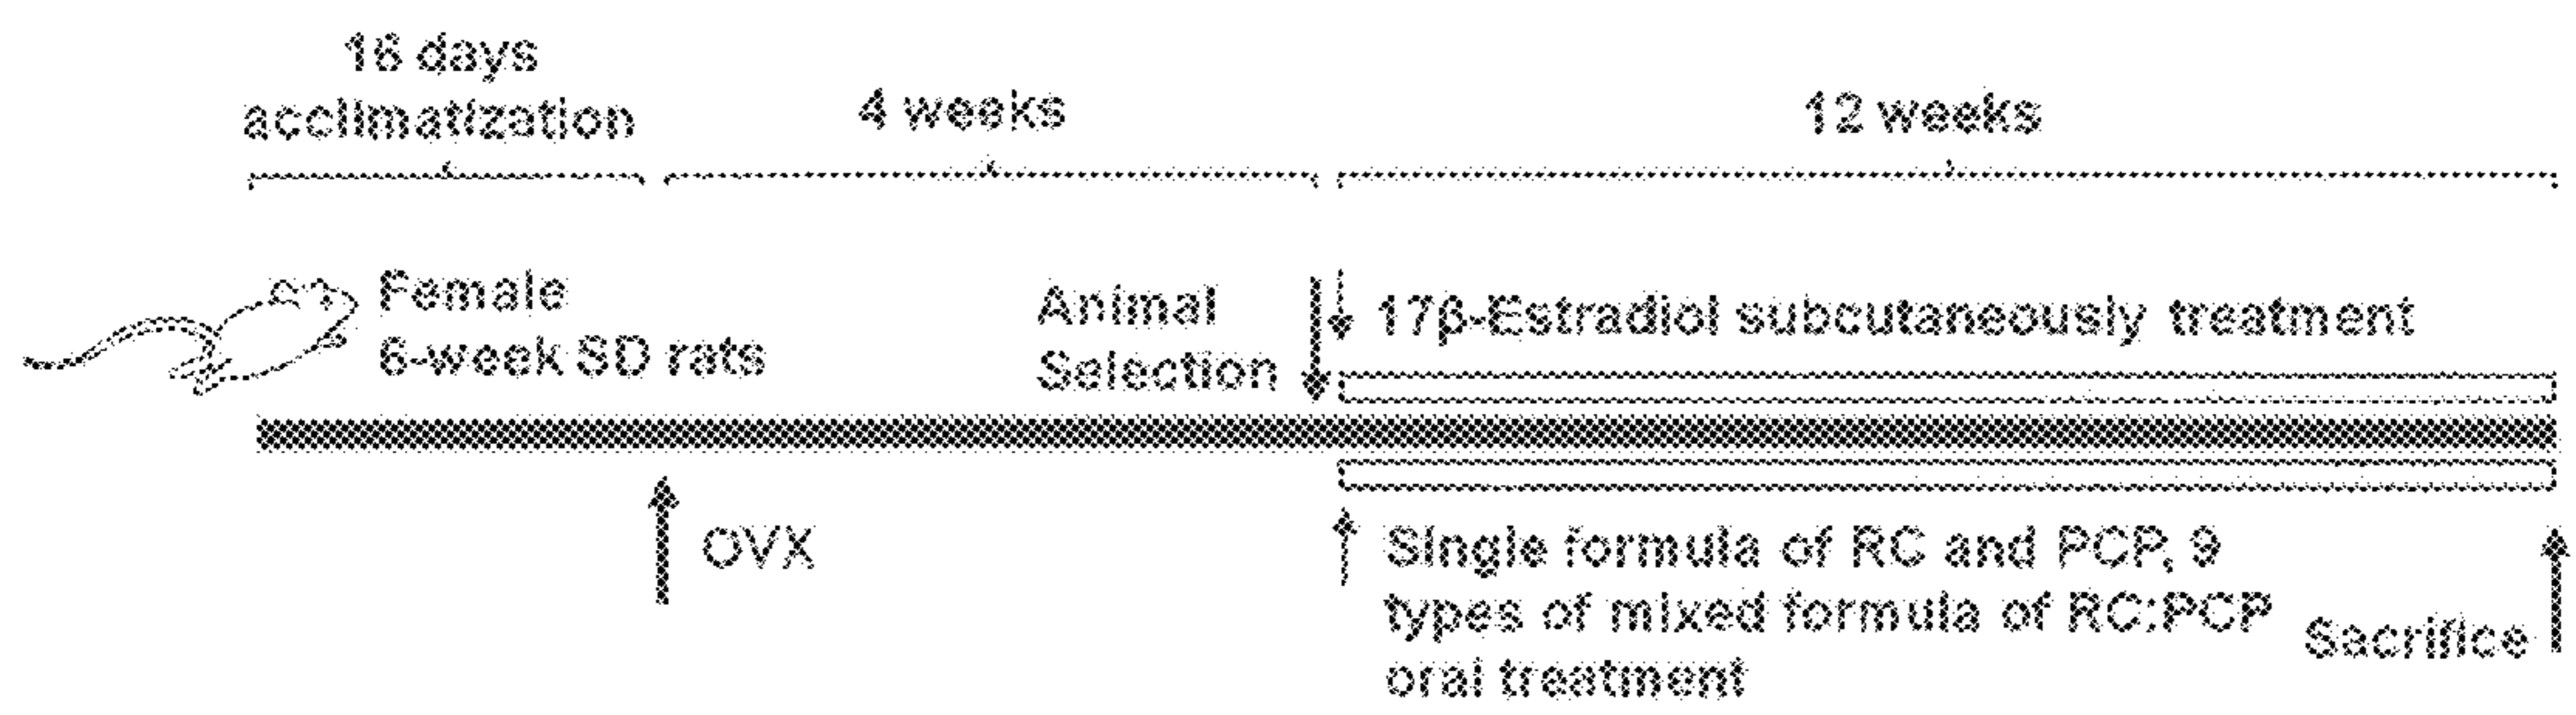 16 days
acclimatization
4 weeks
12 weeks
Female
6-week SD rats
Animal
Selection
17β-Estradiol subcutaneously treatment
OVX
Single formula of RC and PCP, 9
types of mixed formula of RC:PCP
oral treatment
Sacrifice